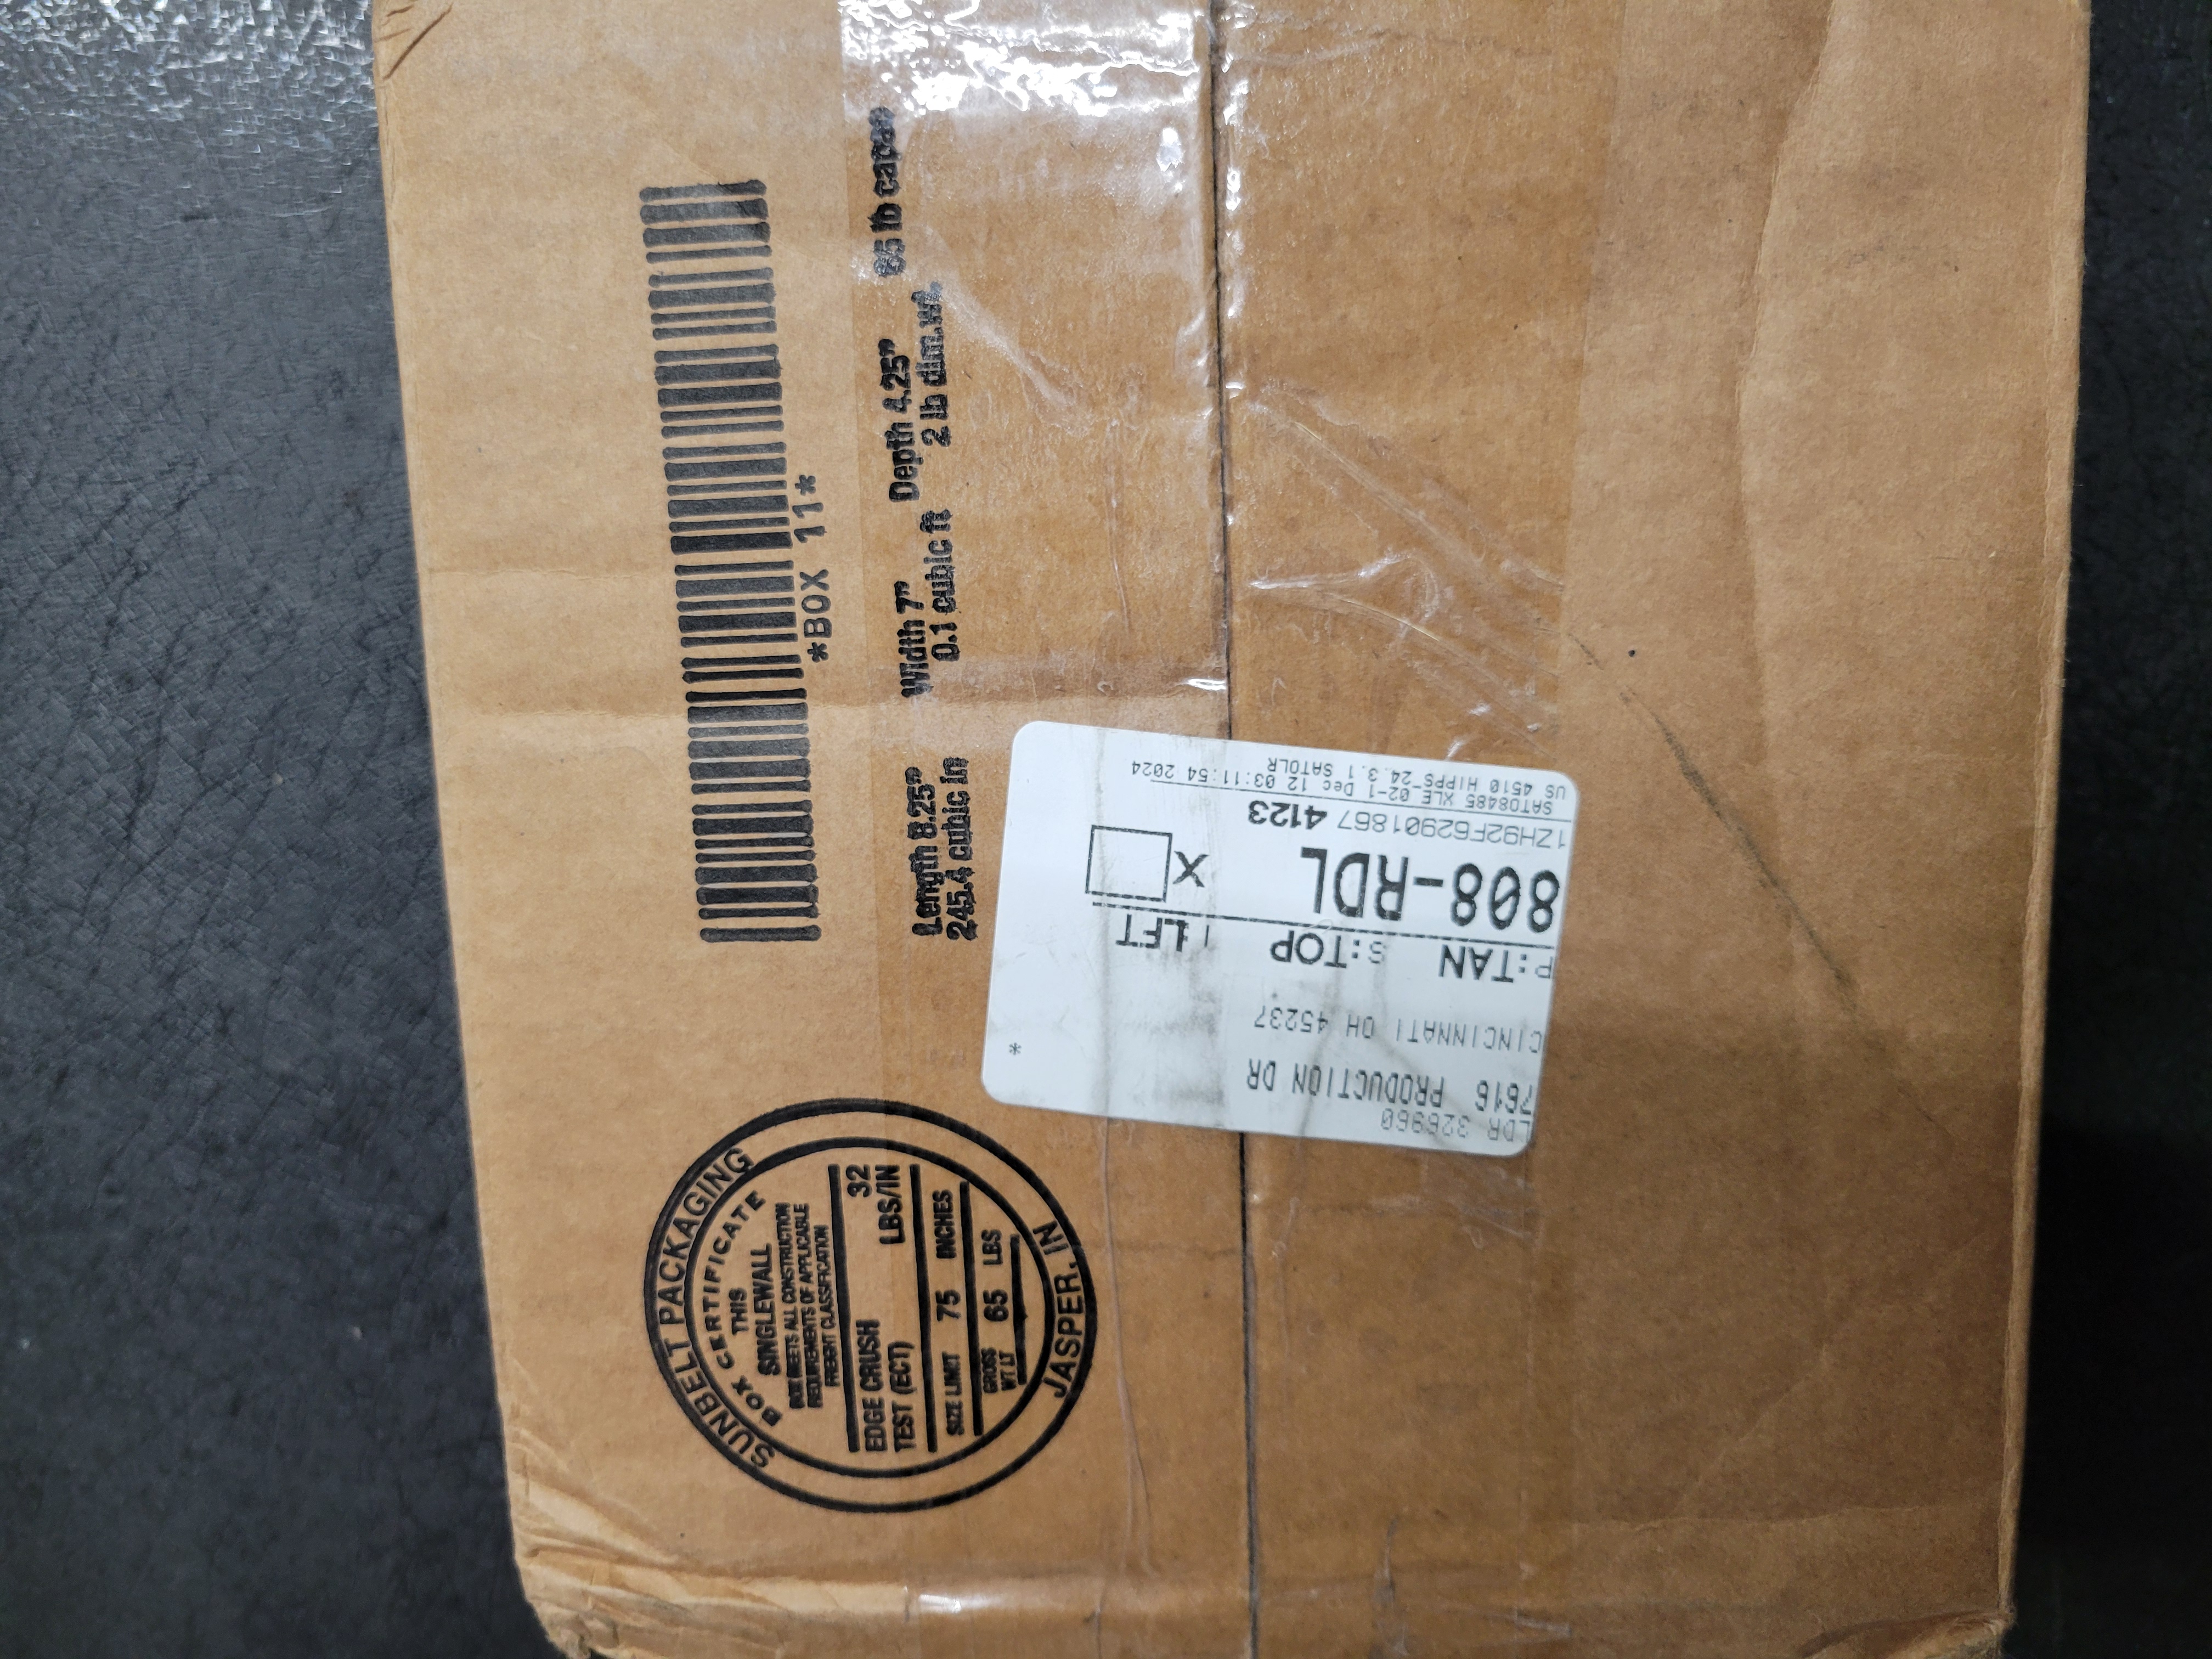 *BOX 11*
Length 8.25" Width 7" Depth 4.25" 65 lb
245.4 cubic in 0.1 cubic ft 2 lb dim.wt.
SUNBELT PACKAGING
BOX CERTIFICATE
THIS
SINGLEWALL
BOX MEETS ALL CONSTRUCTION
REQUIREMENTS OF APPLICABLE
FREIGHT CLASSIFICATION
EDGE CRUSH 32
TEST (ECT) LBS/IN
SIZE LIMIT 75 INCHES
GROSS
WT LT 65 LBS
JASPER, IN
LDR 326960
7616 PRODUCTION DR
CINCINNATI OH 45237
*
P:TAN S:TOP I LFT
808-RDL X
1ZH92F62901867 4123
SAT08485 XLE 02-1 Dec 12 03:11:54 2024
US 4510 HIPPS 24.3.1 SATOLR